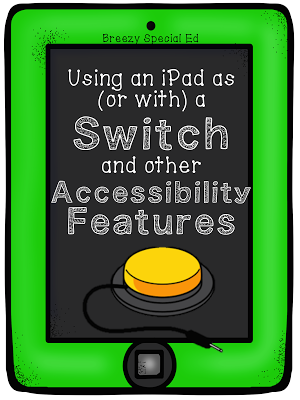 Breezy Special Ed
Using an iPad as
(or with) a
Switch
and other
Accessibility
Features